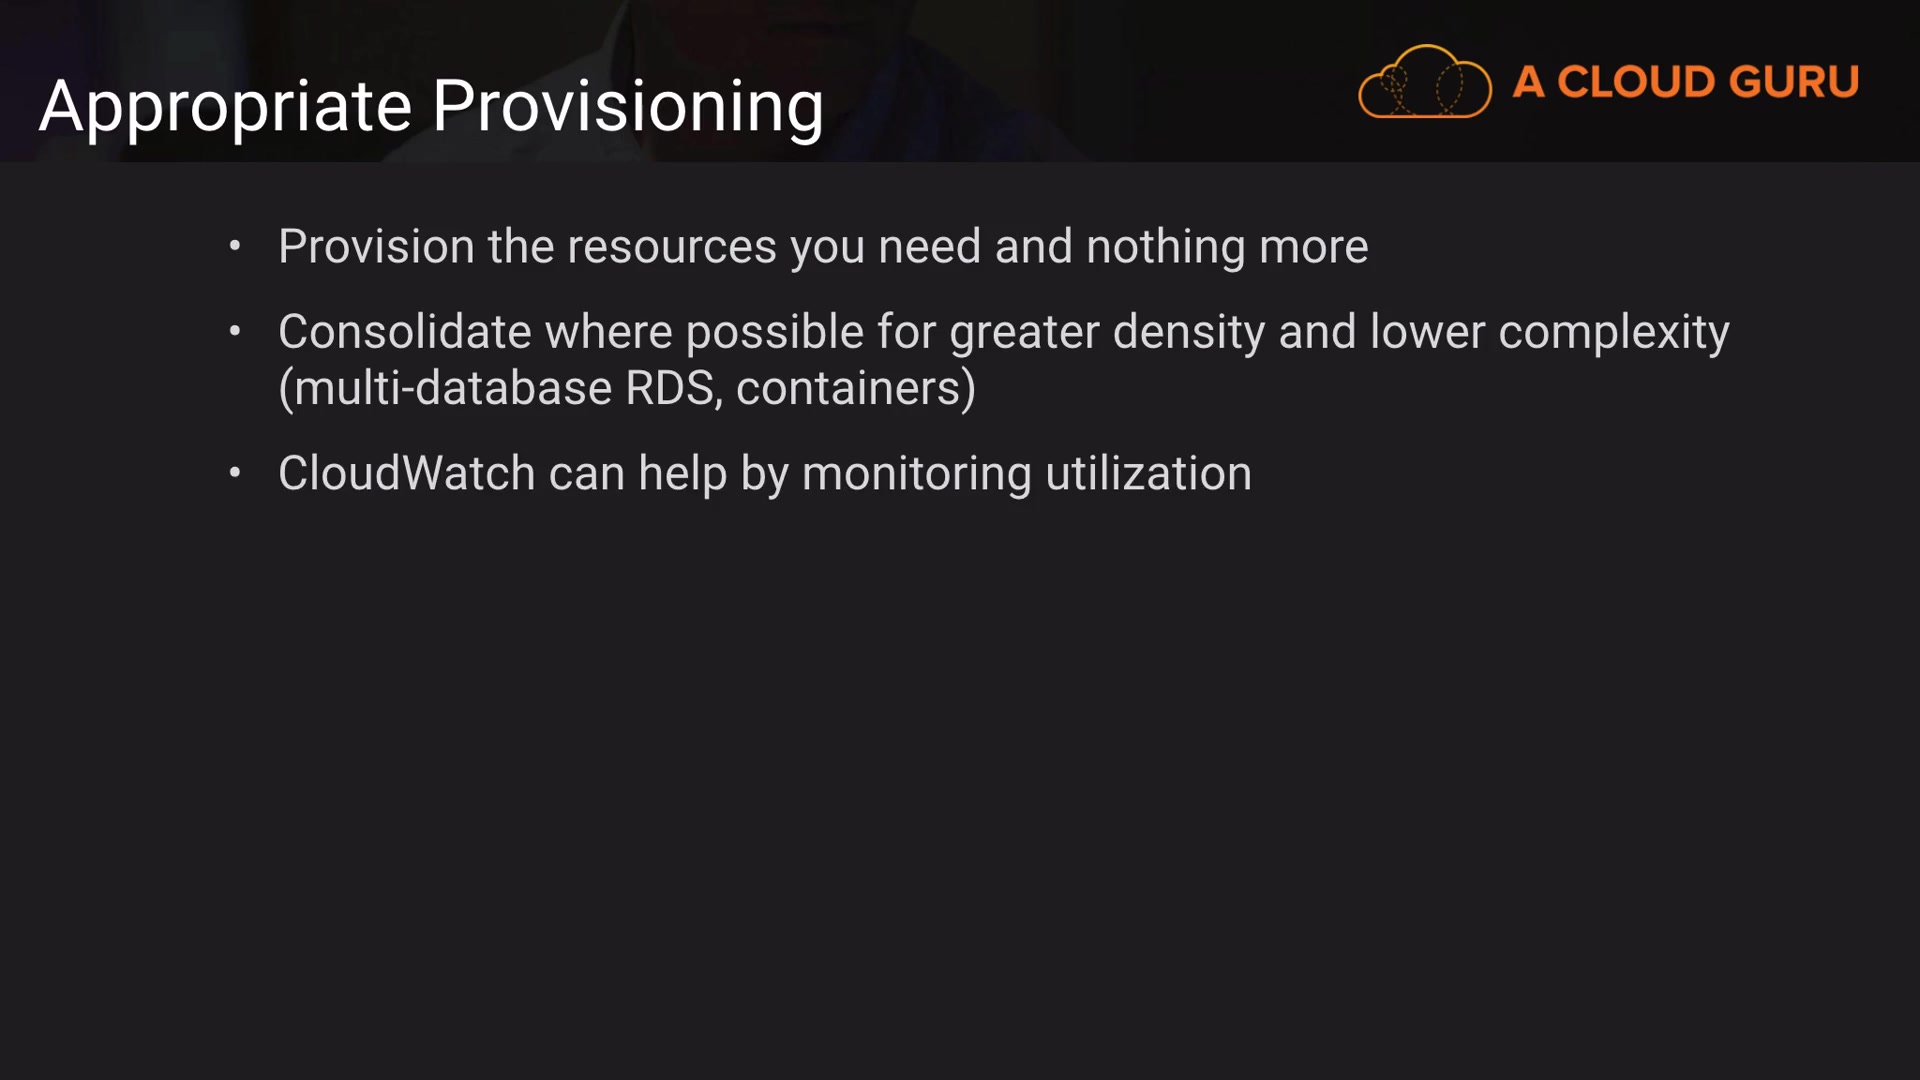 Appropriate Provisioning
A CLOUD GURU
• Provision the resources you need and nothing more
• Consolidate where possible for greater density and lower complexity
(multi-database RDS, containers)
• CloudWatch can help by monitoring utilization